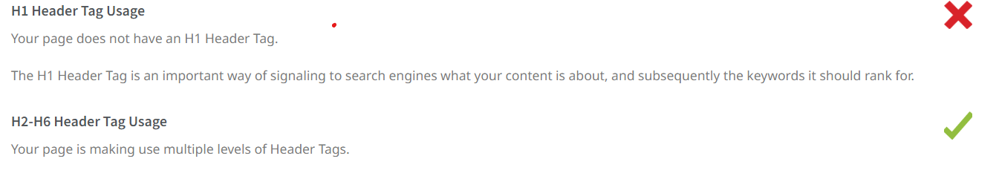 H1 Header Tag Usage
Your page does not have an H1 Header Tag.
The H1 Header Tag is an important way of signaling to search engines what your content is about, and subsequently the keywords it should rank for.
H2-H6 Header Tag Usage
Your page is making use multiple levels of Header Tags.